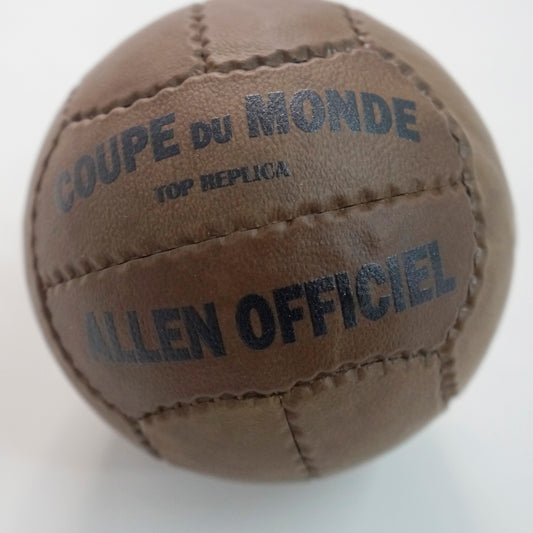 COUPE DU MONDE
TOP REPLICA
ALLEN OFFICIEL